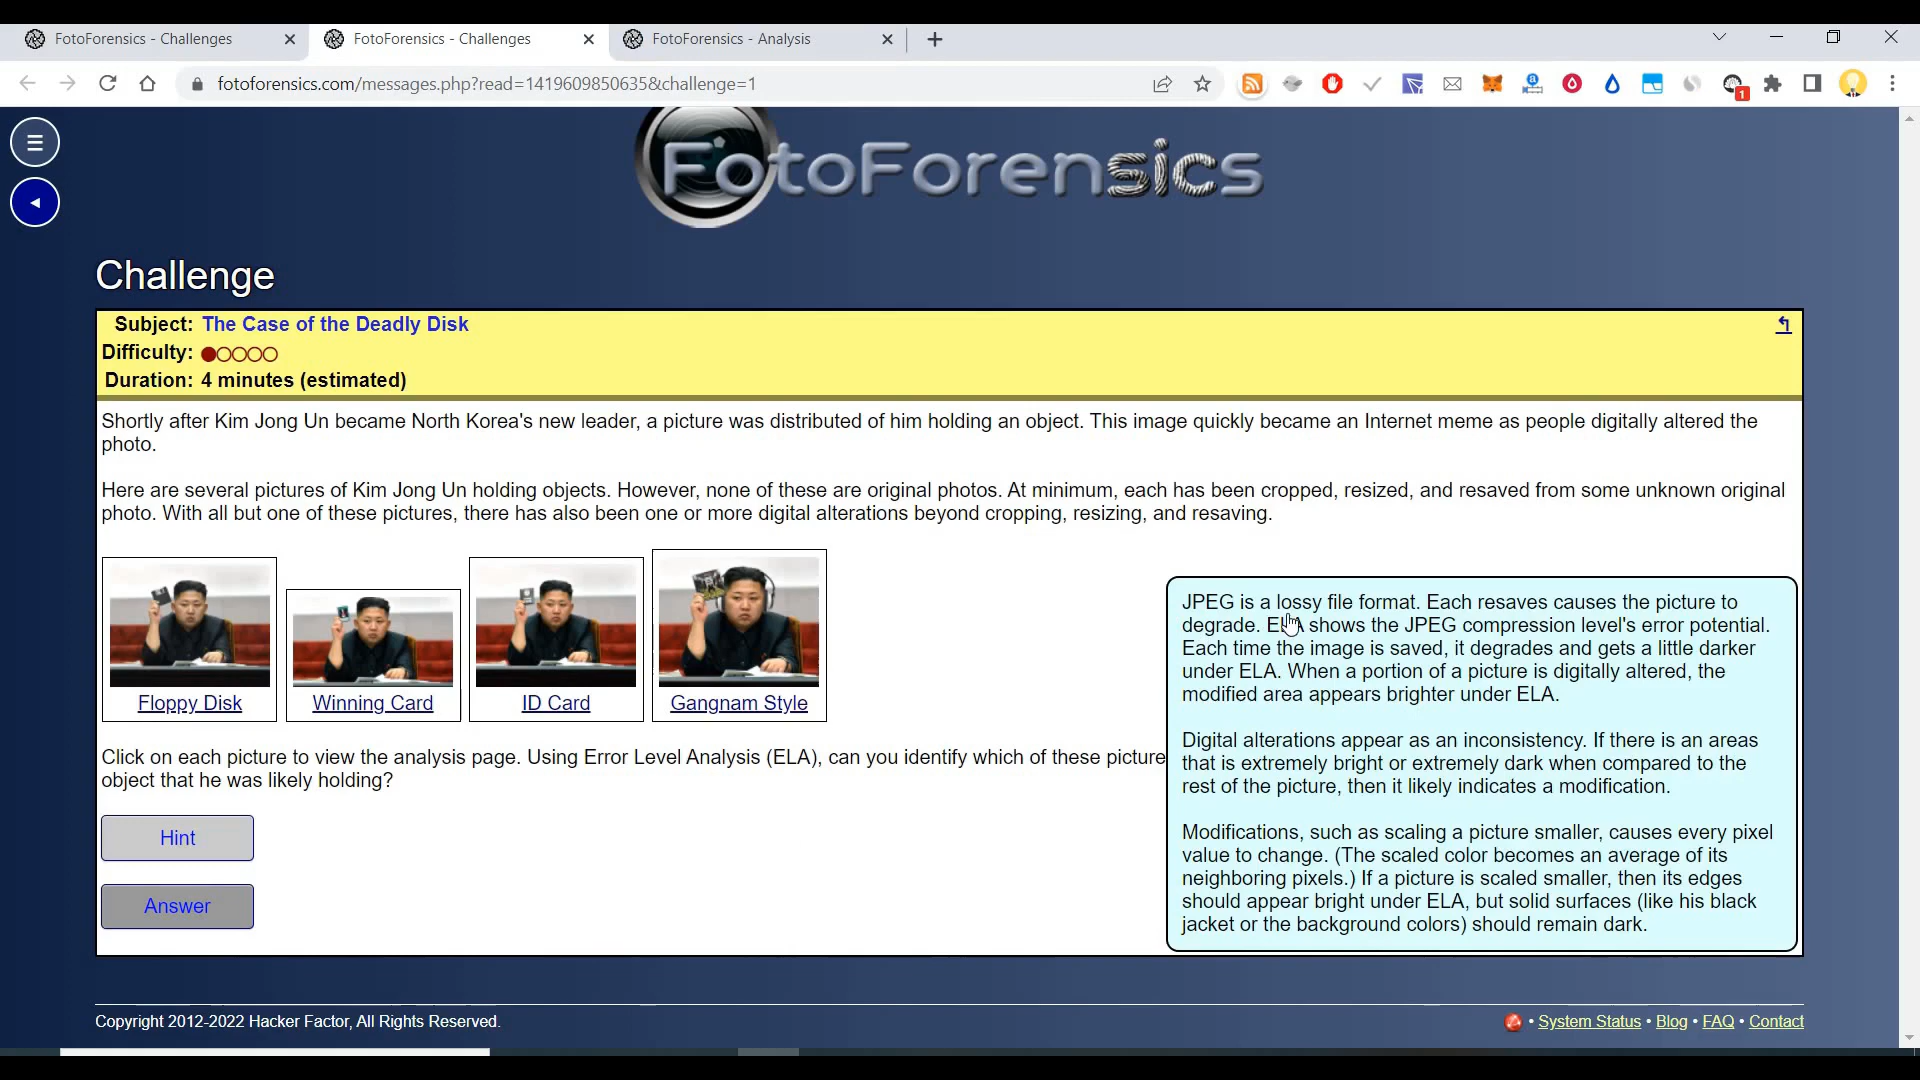 FotoForensics - Challenges
FotoForensics - Challenges
FotoForensics - Analysis
fotoforensics.com/messages.php?read=1419609850635&challenge=1
1
FotoForensics
Challenge
Subject: The Case of the Deadly Disk
Difficulty:
Duration: 4 minutes (estimated)
Shortly after Kim Jong Un became North Korea's new leader, a picture was distributed of him holding an object. This image quickly became an Internet meme as people digitally altered the
photo.
Here are several pictures of Kim Jong Un holding objects. However, none of these are original photos. At minimum, each has been cropped, resized, and resaved from some unknown original
photo. With all but one of these pictures, there has also been one or more digital alterations beyond cropping, resizing, and resaving.
Floppy Disk
Winning Card
ID Card
Gangnam Style
Click on each picture to view the analysis page. Using Error Level Analysis (ELA), can you identify which of these picture
object that he was likely holding?
Hint
Answer
JPEG is a lossy file format. Each resaves causes the picture to
degrade. ELA shows the JPEG compression level's error potential.
Each time the image is saved, it degrades and gets a little darker
under ELA. When a portion of a picture is digitally altered, the
modified area appears brighter under ELA.
Digital alterations appear as an inconsistency. If there is an areas
that is extremely bright or extremely dark when compared to the
rest of the picture, then it likely indicates a modification.
Modifications, such as scaling a picture smaller, causes every pixel
value to change. (The scaled color becomes an average of its
neighboring pixels.) If a picture is scaled smaller, then its edges
should appear bright under ELA, but solid surfaces (like his black
jacket or the background colors) should remain dark.
Copyright 2012-2022 Hacker Factor, All Rights Reserved.
• System Status • Blog • FAQ • Contact